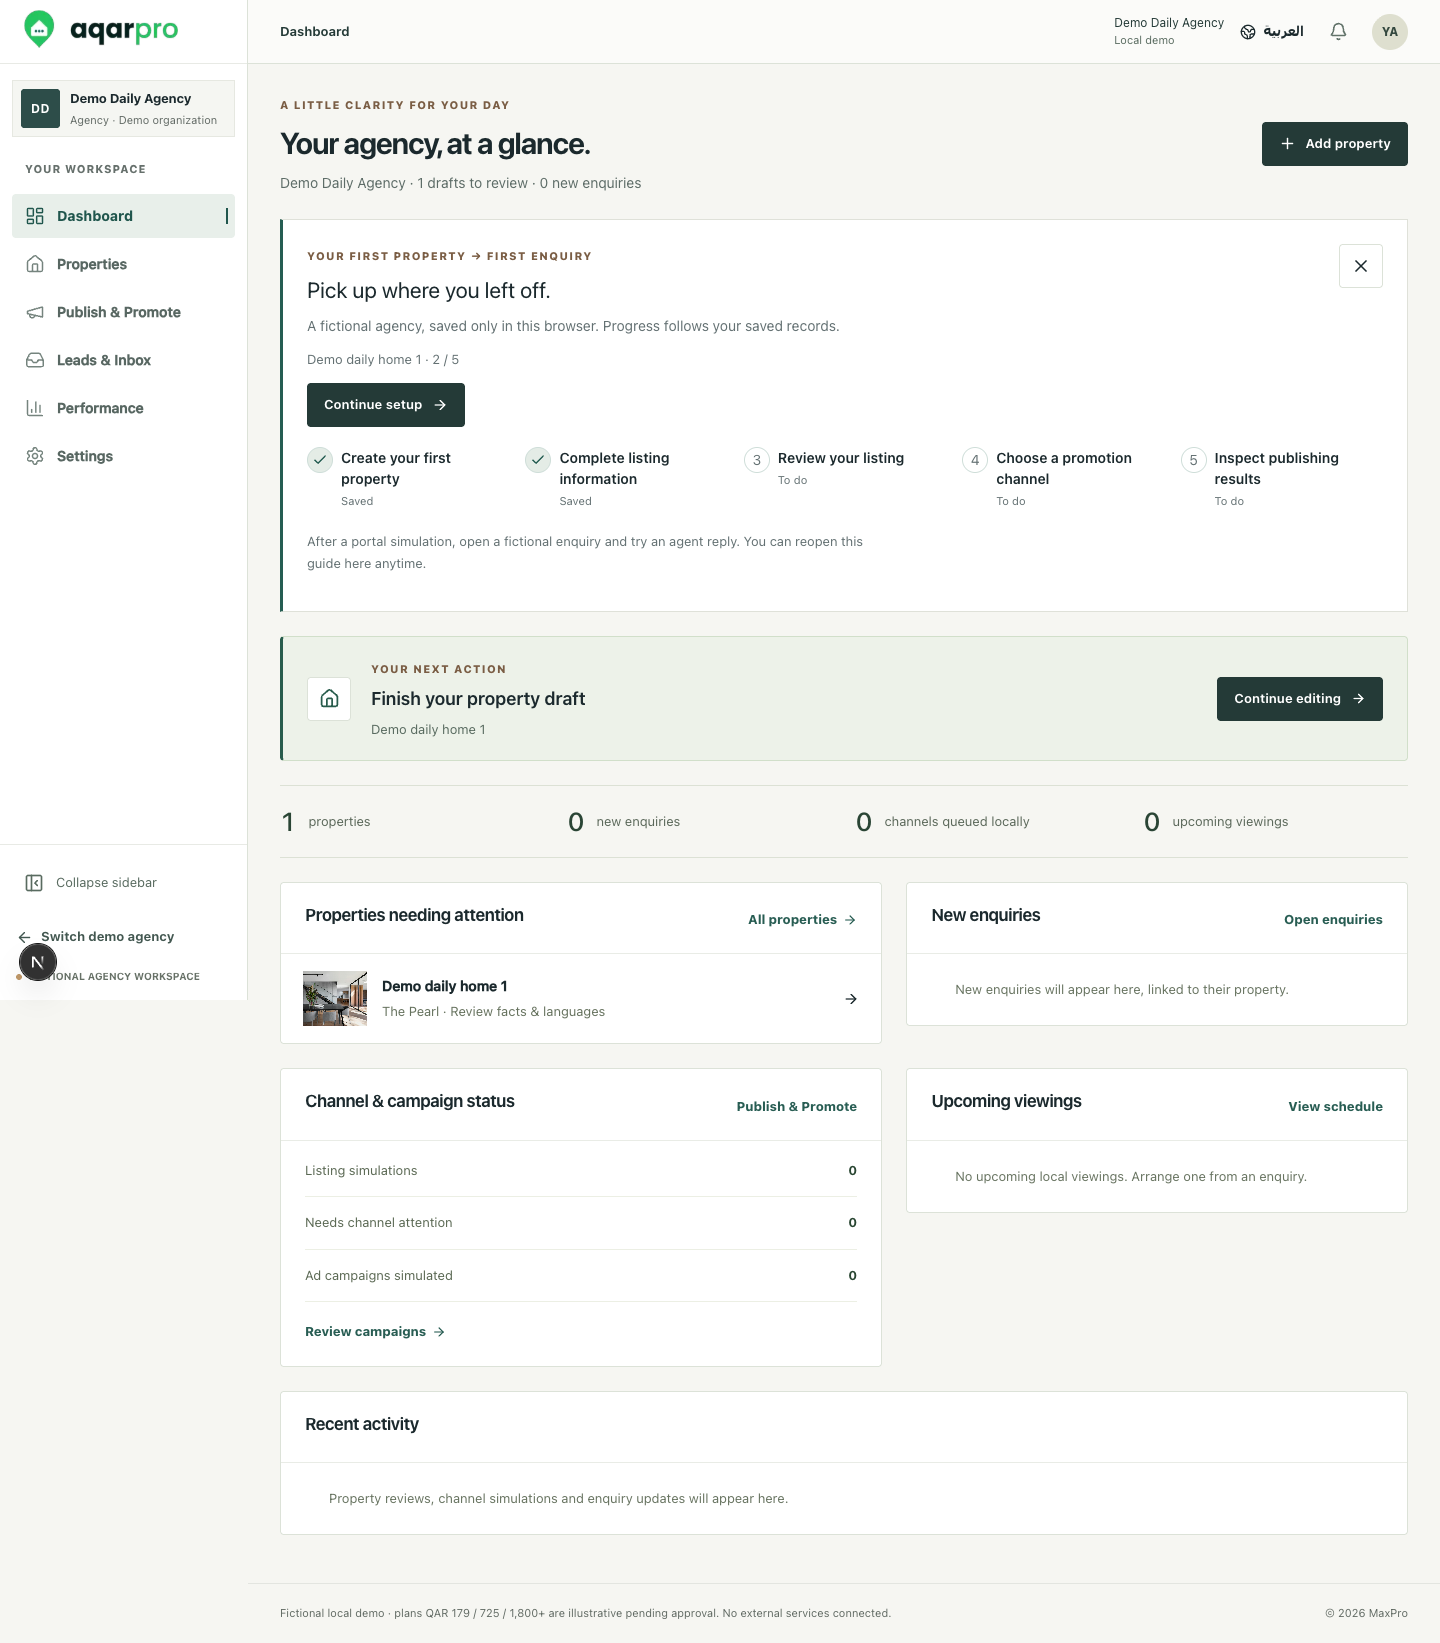 aqarpro
Dashboard
Demo Daily Agency
Local demo
العربية
YA
DD
Demo Daily Agency
Agency · Demo organization
YOUR WORKSPACE
Dashboard
Properties
Publish & Promote
Leads & Inbox
Performance
Settings
Collapse sidebar
Switch demo agency
N
AGENCY WORKSPACE
A LITTLE CLARITY FOR YOUR DAY
Your agency, at a glance.
Demo Daily Agency · 1 drafts to review · 0 new enquiries
Add property
YOUR FIRST PROPERTY → FIRST ENQUIRY
Pick up where you left off.
A fictional agency, saved only in this browser. Progress follows your saved records.
Demo daily home 1 · 2 / 5
Continue setup
Create your first
property
Saved
Complete listing
information
Saved
3
Review your listing
To do
4
Choose a promotion
channel
To do
5
Inspect publishing
results
To do
After a portal simulation, open a fictional enquiry and try an agent reply. You can reopen this
guide here anytime.
YOUR NEXT ACTION
Finish your property draft
Demo daily home 1
Continue editing
1 properties
0 new enquiries
0 channels queued locally
0 upcoming viewings
Properties needing attention
All properties
Demo daily home 1
The Pearl · Review facts & languages
New enquiries
Open enquiries
New enquiries will appear here, linked to their property.
Channel & campaign status
Publish & Promote
Listing simulations 0
Needs channel attention 0
Ad campaigns simulated 0
Review campaigns
Upcoming viewings
View schedule
No upcoming local viewings. Arrange one from an enquiry.
Recent activity
Property reviews, channel simulations and enquiry updates will appear here.
Fictional local demo · plans QAR 179 / 725 / 1,800+ are illustrative pending approval. No external services connected.
© 2026 MaxPro